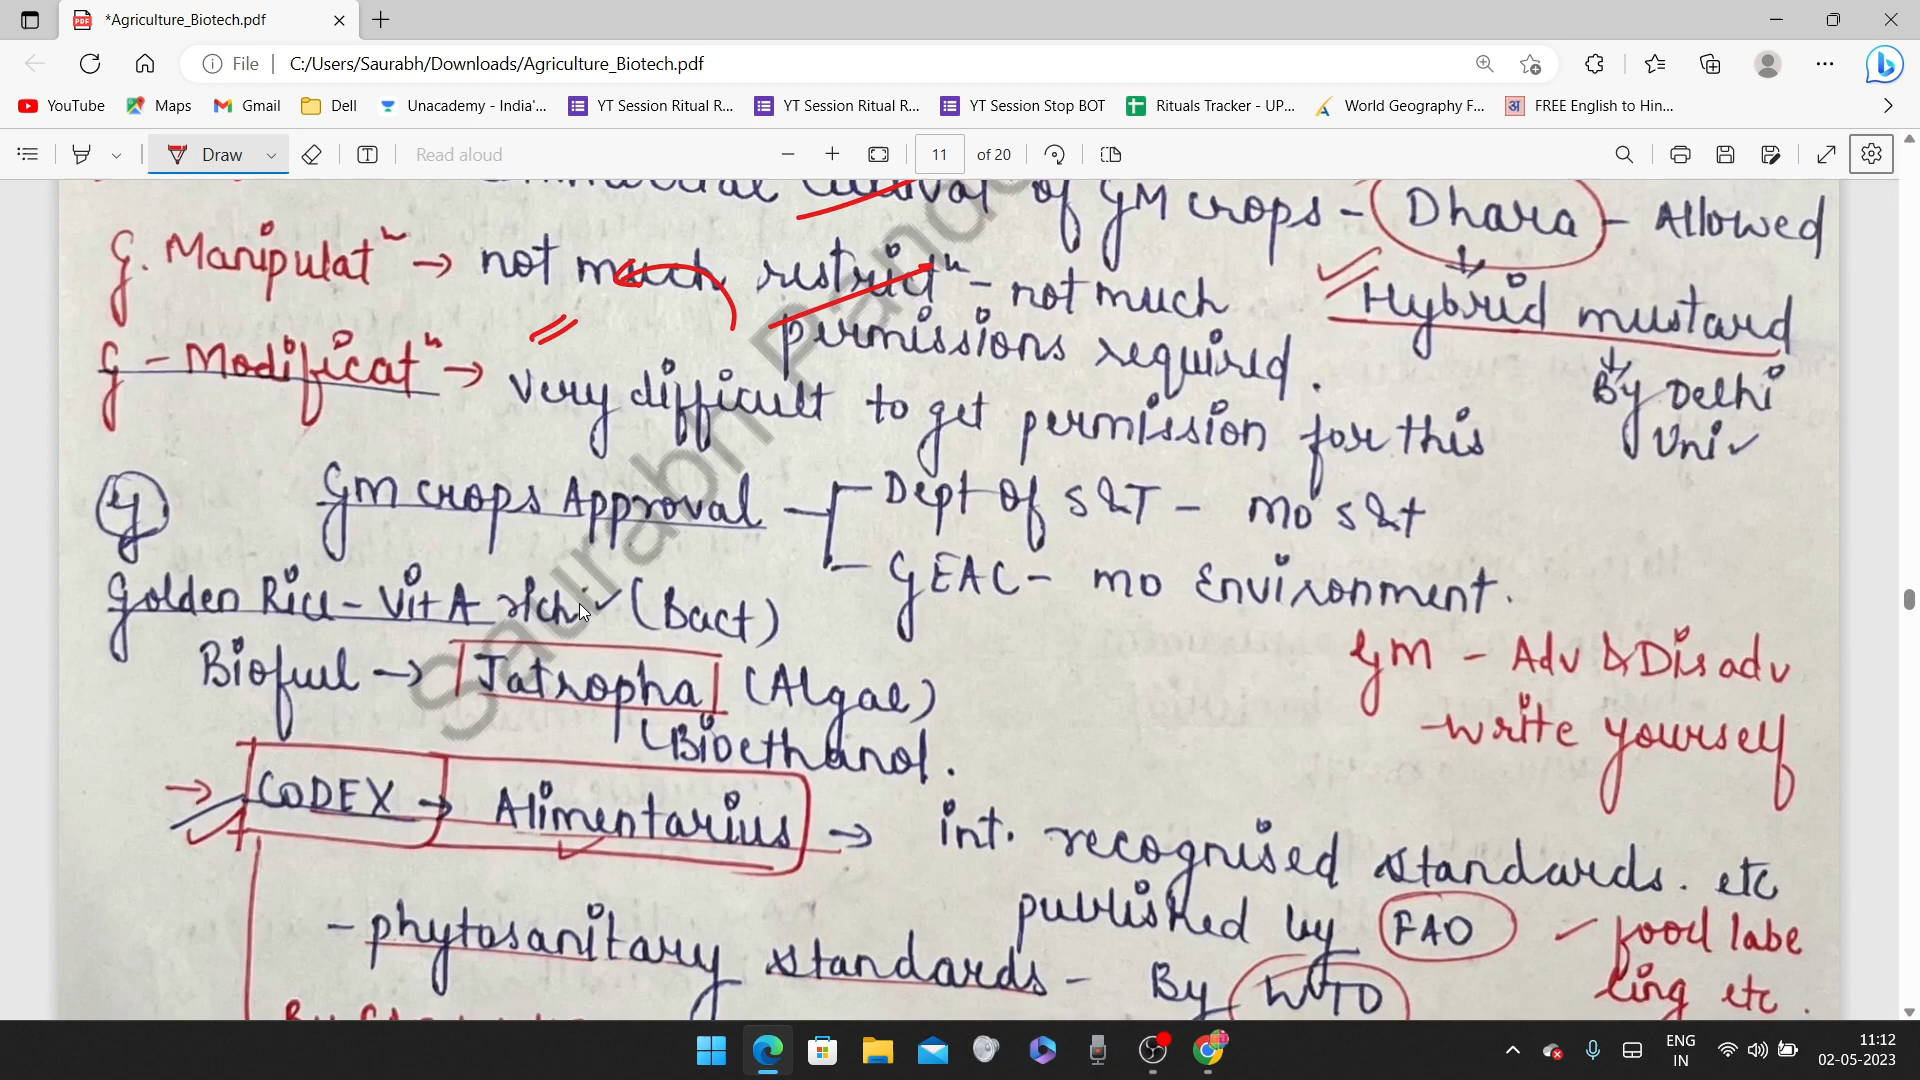 *Agriculture_Biotech.pdf
File | C:/Users/Saurabh/Downloads/Agriculture_Biotech.pdf
YouTube Maps Gmail Dell Unacademy - India'... YT Session Ritual R... YT Session Ritual R... YT Session Stop BOT Rituals Tracker - UP... World Geography F... FREE English to Hin...
Draw Read aloud 11 of 20
of GM crops - Dhara - Allowed
G. Manipulatn → not much restrictn - not much
permissions required.
Hybrid mustard
By Delhi
Uni
G - Modificatn → very difficult to get permission for this
GM crops Approval - Dept of S&T - Mo S&t
GEAC - MO Environment.
Golden Rice - Vit A rich (Bact)
Biofuel → Jatropha (Algae)
(Bioethanol.
GM - Adv & Disadv
- write yourself
→ CODEX → Alimentarius → int. recognised standards. etc
published by FAO
food labe
ling etc.
- phytosanitary standards - By WTO
Saurabh Pand
ENG
IN
11:12
02-05-2023